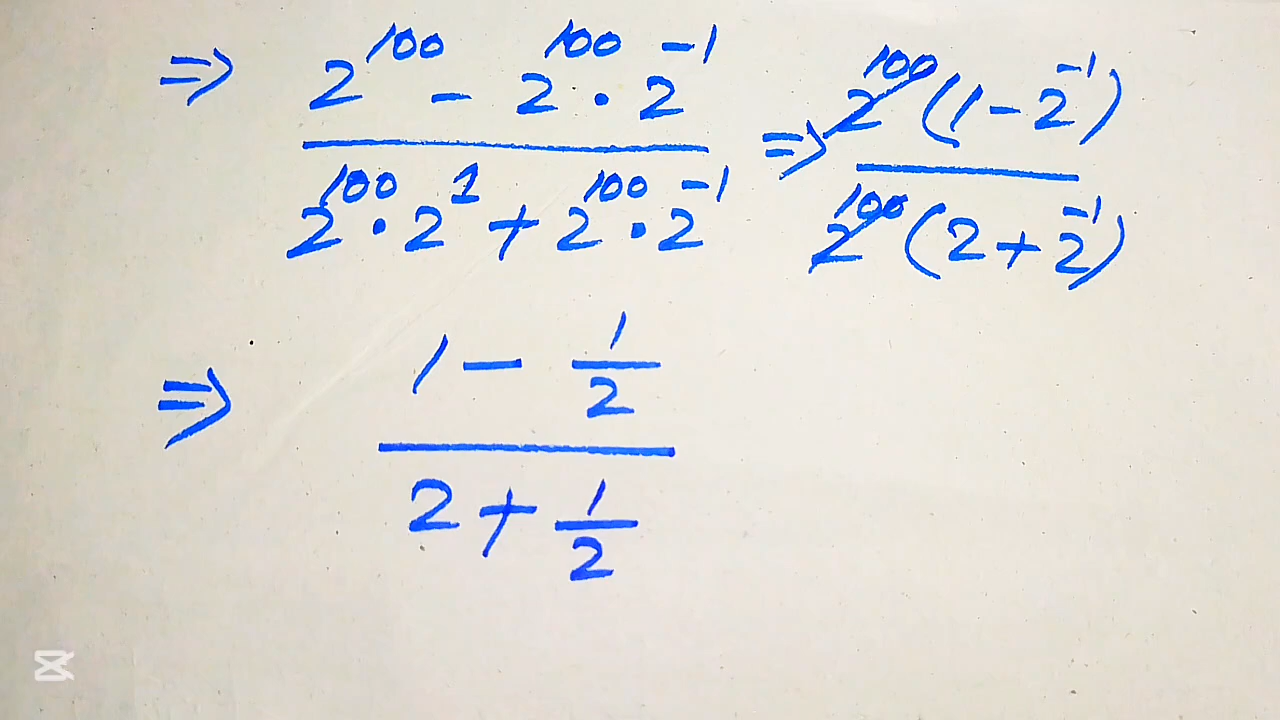 ⇒ (2^100 - 2^100 · 2^-1) / (2^100 · 2^1 + 2^100 · 2^-1) ⇒ 2^100 (1 - 2^-1) / 2^100 (2 + 2^-1)
⇒ (1 - 1/2) / (2 + 1/2)